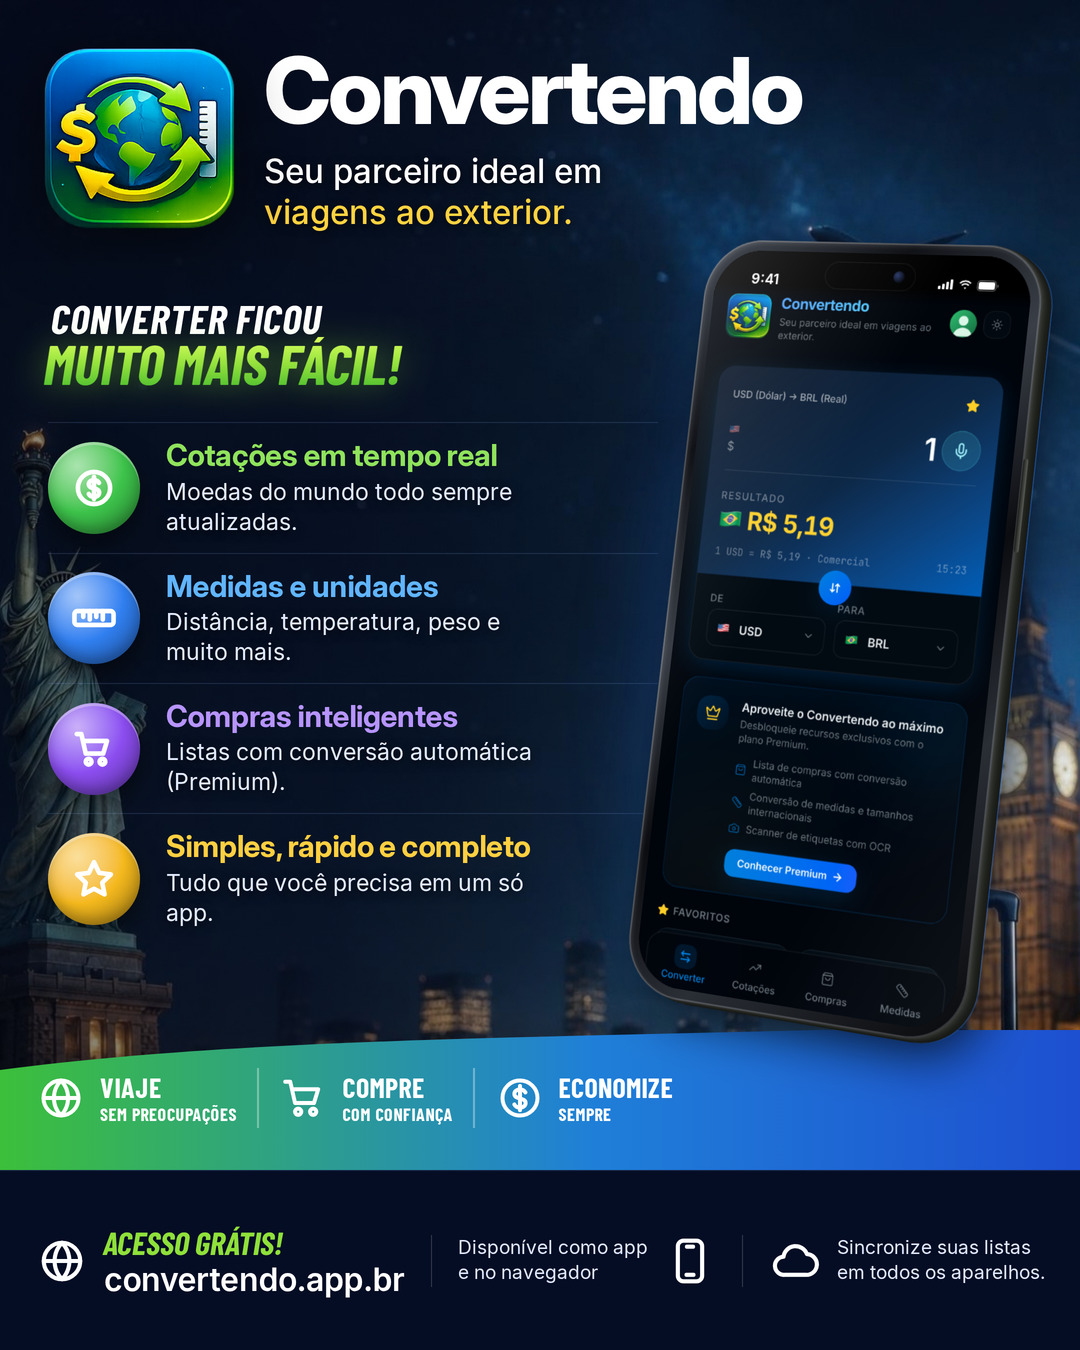 Convertendo
Seu parceiro ideal em
viagens ao exterior.
CONVERTER FICOU
MUITO MAIS FÁCIL!
Cotações em tempo real
Moedas do mundo todo sempre
atualizadas.
Medidas e unidades
Distância, temperatura, peso e
muito mais.
Compras inteligentes
Listas com conversão automática
(Premium).
Simples, rápido e completo
Tudo que você precisa em um só
app.
9:41
Convertendo
Seu parceiro ideal em viagens ao
exterior.
USD (Dólar) → BRL (Real)
$
1
RESULTADO
R$ 5,19
1 USD = R$ 5,19 · Comercial
15:23
DE
PARA
USD
BRL
Aproveite o Convertendo ao máximo
Desbloqueie recursos exclusivos com o
plano Premium.
Lista de compras com conversão
automática
Conversão de medidas e tamanhos
internacionais
Scanner de etiquetas com OCR
Conhecer Premium →
FAVORITOS
Converter
Cotações
Compras
Medidas
VIAJE
SEM PREOCUPAÇÕES
COMPRE
COM CONFIANÇA
ECONOMIZE
SEMPRE
ACESSO GRÁTIS!
convertendo.app.br
Disponível como app
e no navegador
Sincronize suas listas
em todos os aparelhos.